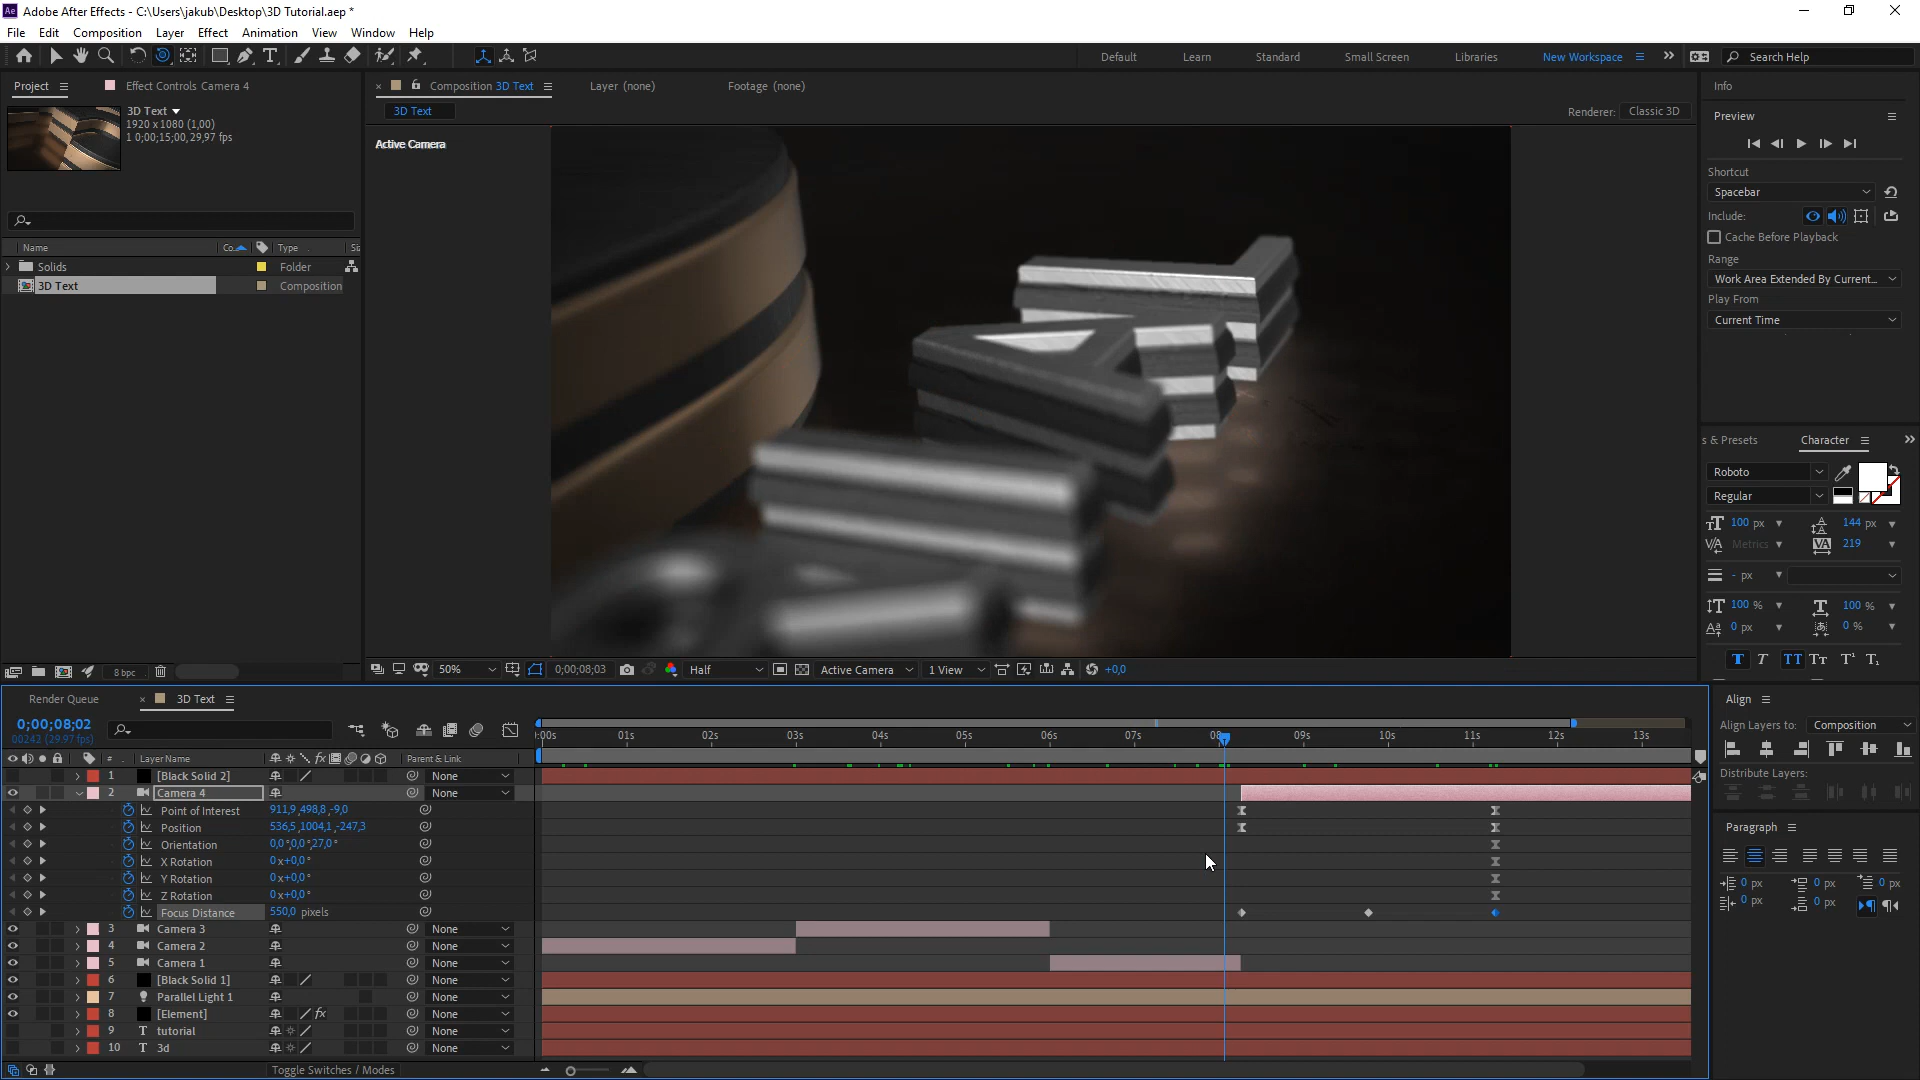 Ae Adobe After Effects - C:\Users\jakub\Desktop\3D Tutorial.aep *
File Edit Composition Layer Effect Animation View Window Help
Default Learn Standard Small Screen Libraries New Workspace Search Help
Project Effect Controls Camera 4
Composition 3D Text Layer (none) Footage (none)
3D Text
1920 x 1080 (1,00)
1 0;00;15;00, 29,97 fps
3D Text
Renderer: Classic 3D
Active Camera
Name Co... Type
Solids Folder
3D Text Composition
8 bpc
50% 0;00;08;03 Half Active Camera 1 View +0,0
Info
Preview
Shortcut
Spacebar
Include:
Cache Before Playback
Range
Work Area Extended By Current...
Play From
Current Time
s & Presets Character
Roboto
Regular
100 px 144 px
Metrics 219
- px
100 % 100 %
0 px 0 %
Render Queue 3D Text
0;00;08;02
00242 (29.97 fps)
:00s 01s 02s 03s 04s 05s 06s 07s 08s 09s 10s 11s 12s 13s
# Layer Name Parent & Link
1 [Black Solid 2] None
2 Camera 4 None
Point of Interest 911,9,498,8,-9,0
Position 536,5,1004,1,-247,3
Orientation 0,0°,0,0°,27,0°
X Rotation 0x+0,0°
Y Rotation 0x+0,0°
Z Rotation 0x+0,0°
Focus Distance 550,0 pixels
3 Camera 3 None
4 Camera 2 None
5 Camera 1 None
6 [Black Solid 1] None
7 Parallel Light 1 None
8 [Element] None
9 tutorial None
10 3d None
Toggle Switches / Modes
Align
Align Layers to: Composition
Distribute Layers:
Paragraph
0 px 0 px 0 px
0 px 0 px